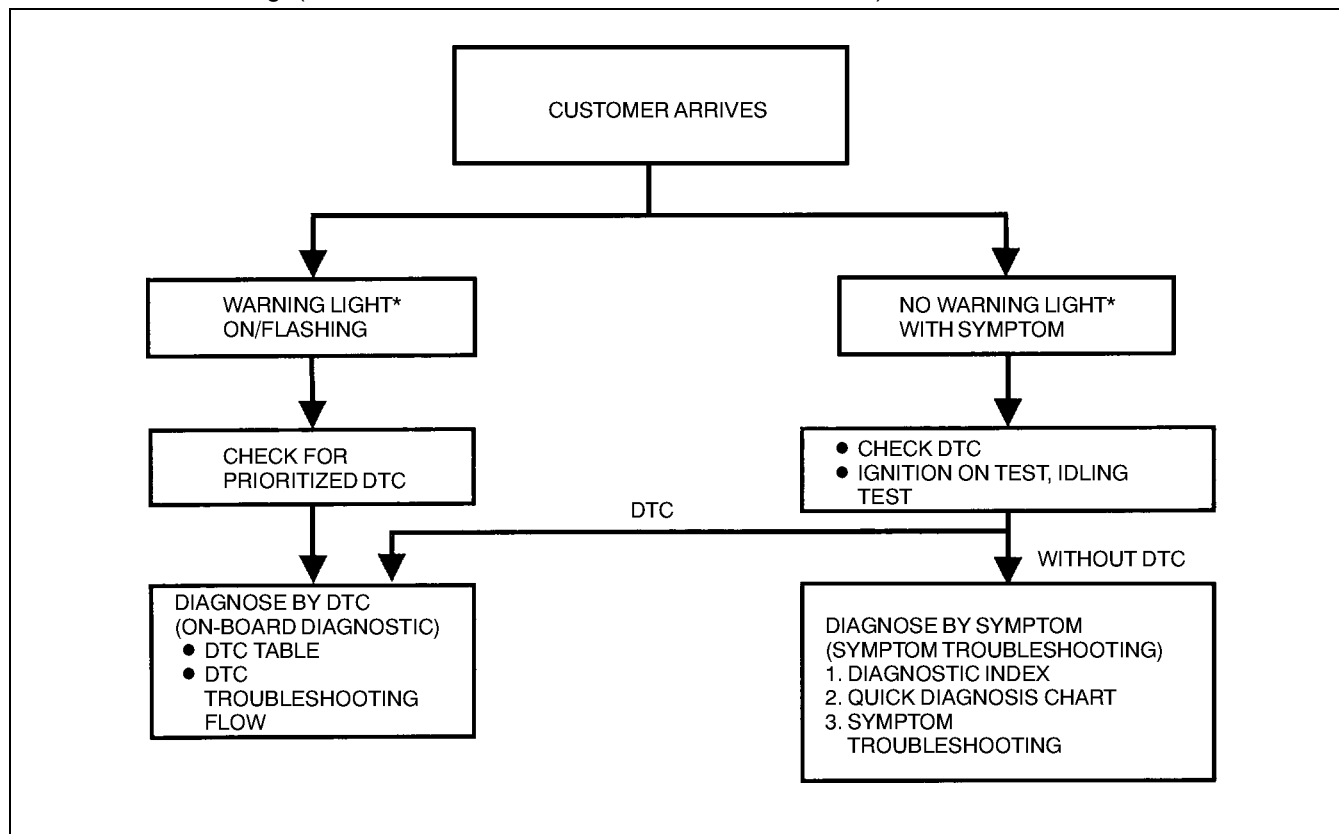 CUSTOMER ARRIVES
WARNING LIGHT*
ON/FLASHING
NO WARNING LIGHT*
WITH SYMPTOM
CHECK FOR
PRIORITIZED DTC
● CHECK DTC
● IGNITION ON TEST, IDLING
TEST
DTC
WITHOUT DTC
DIAGNOSE BY DTC
(ON-BOARD DIAGNOSTIC)
● DTC TABLE
● DTC
TROUBLESHOOTING
FLOW
DIAGNOSE BY SYMPTOM
(SYMPTOM TROUBLESHOOTING)
1. DIAGNOSTIC INDEX
2. QUICK DIAGNOSIS CHART
3. SYMPTOM
TROUBLESHOOTING